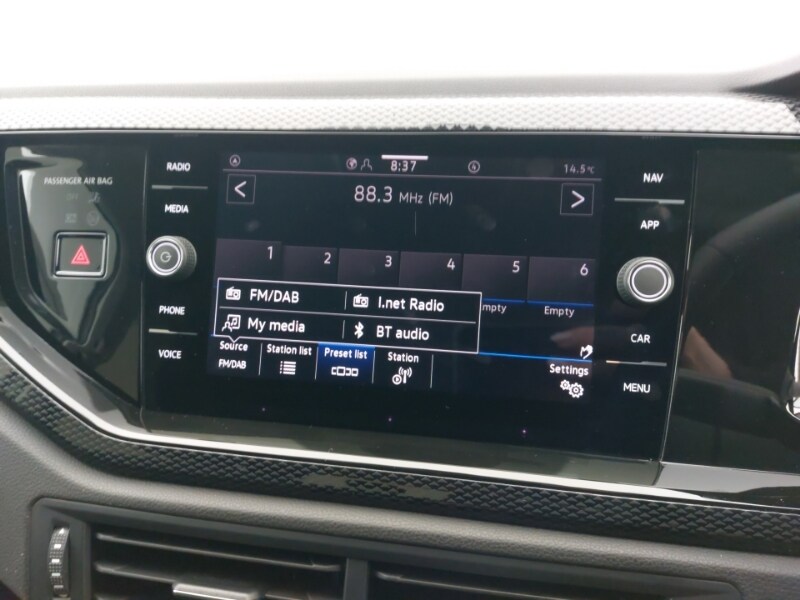 PASSENGER AIR BAG
RADIO
MEDIA
PHONE
VOICE
8:37
14.5°C
<
88.3 MHz (FM)
>
1 2 3 4 5 6
mpty Empty
FM/DAB I.net Radio
My media BT audio
Source Station list Preset list Station Settings
FM/DAB
NAV
APP
CAR
MENU